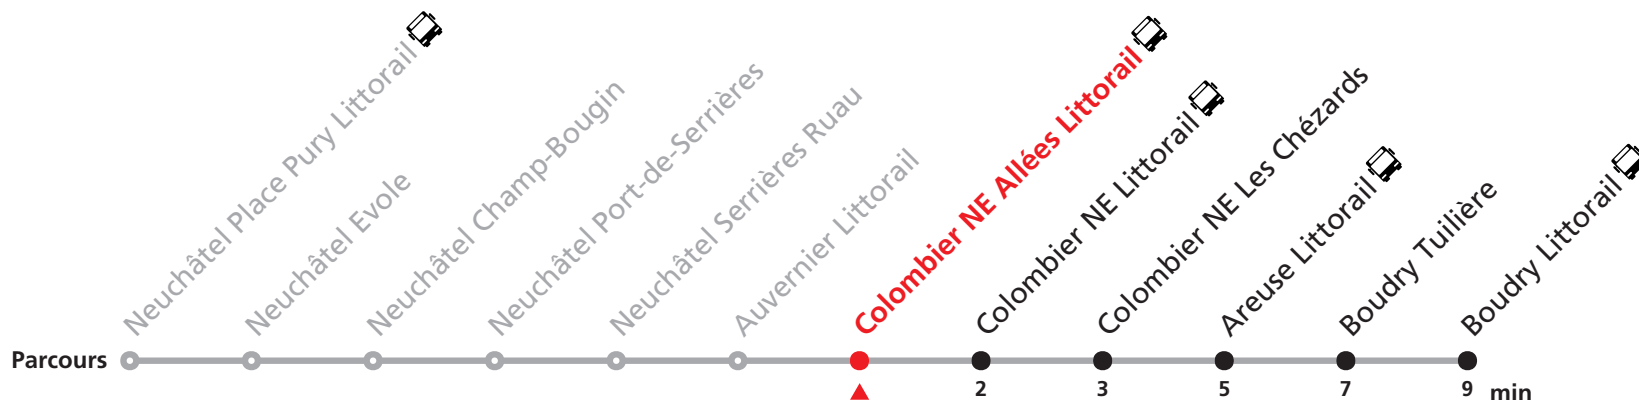 Neuchâtel Place Pury Littorail
Neuchâtel Evole
Neuchâtel Champ-Bougin
Neuchâtel Port-de-Serrières
Neuchâtel Serrières Ruau
Auvernier Littorail
Colombier NE Allées Littorail
Colombier NE Littorail
Colombier NE Les Chézards
Areuse Littorail
Boudry Tuilière
Boudry Littorail
Parcours
2 3 5 7 9 min